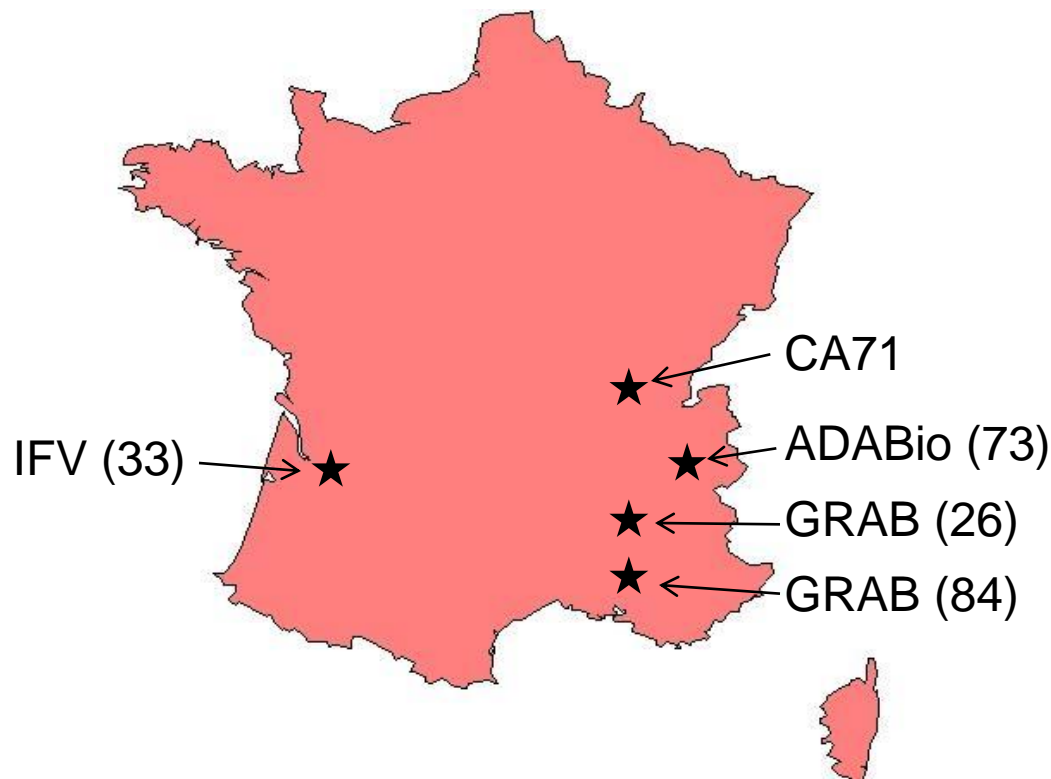 CA71
ADABio (73)
IFV (33)
GRAB (26)
GRAB (84)